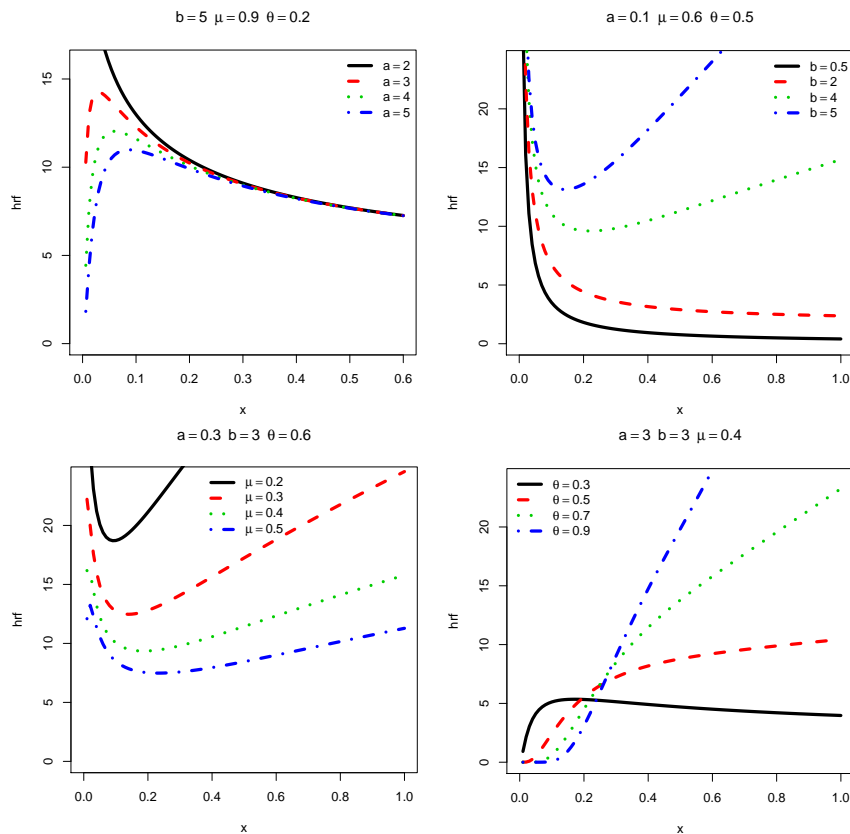 b = 5 μ = 0.9 θ = 0.2
a = 2
a = 3
a = 4
a = 5
hrf
0 5 10 15
0.0 0.1 0.2 0.3 0.4 0.5 0.6
x
a = 0.1 μ = 0.6 θ = 0.5
b = 0.5
b = 2
b = 4
b = 5
hrf
0 5 10 15 20
0.0 0.2 0.4 0.6 0.8 1.0
x
a = 0.3 b = 3 θ = 0.6
μ = 0.2
μ = 0.3
μ = 0.4
μ = 0.5
hrf
0 5 10 15 20
0.0 0.2 0.4 0.6 0.8 1.0
x
a = 3 b = 3 μ = 0.4
θ = 0.3
θ = 0.5
θ = 0.7
θ = 0.9
hrf
0 5 10 15 20
0.0 0.2 0.4 0.6 0.8 1.0
x